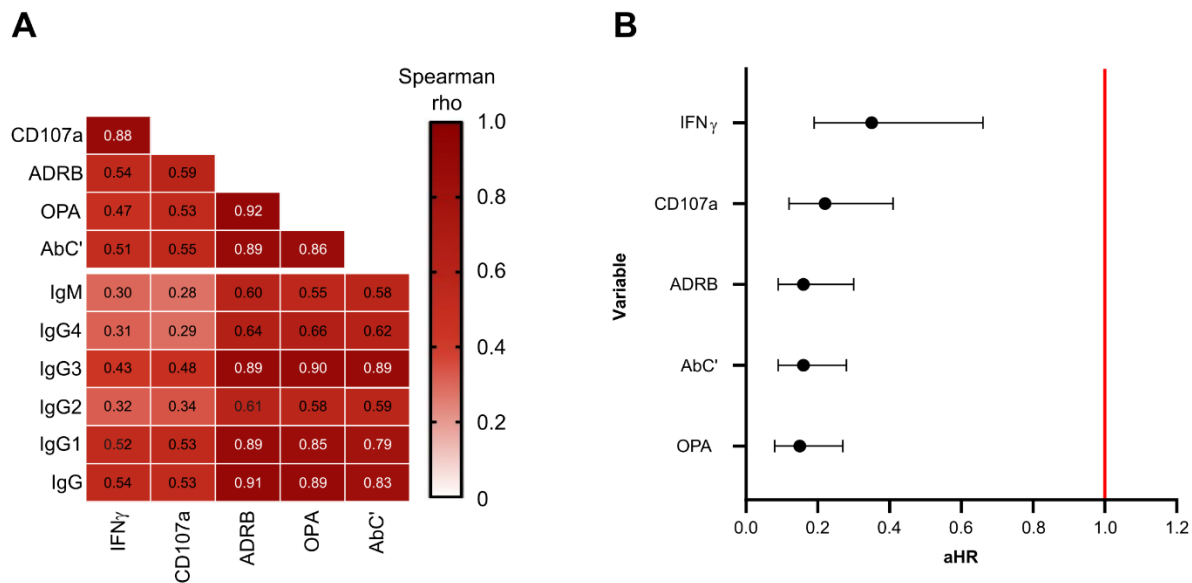 A
B
Spearman
rho
CD107a 0.88 1.0
ADRB 0.54 0.59 0.8
OPA 0.47 0.53 0.92
AbC' 0.51 0.55 0.89 0.86 0.6
IgM 0.30 0.28 0.60 0.55 0.58
IgG4 0.31 0.29 0.64 0.66 0.62 0.4
IgG3 0.43 0.48 0.89 0.90 0.89
IgG2 0.32 0.34 0.61 0.58 0.59 0.2
IgG1 0.52 0.53 0.89 0.85 0.79
IgG 0.54 0.53 0.91 0.89 0.83 0
IFNγ CD107a ADRB OPA AbC'
Variable
IFNγ
CD107a
ADRB
AbC'
OPA
0.0 0.2 0.4 0.6 0.8 1.0 1.2
aHR